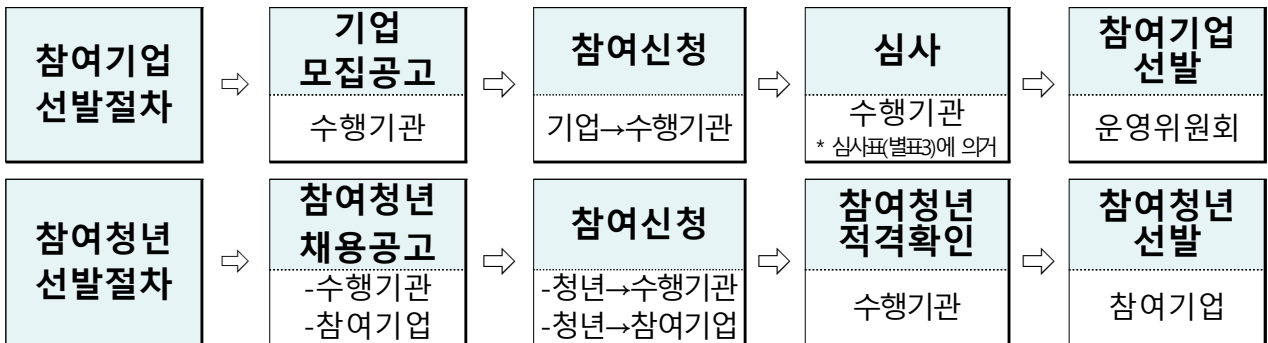 참여기업
선발절차
⇨
기업
모집공고
수행기관
⇨
참여신청
기업→수행기관
⇨
심사
수행기관
* 심사표(별표3)에 의거
⇨
참여기업
선발
운영위원회
참여청년
선발절차
⇨
참여청년
채용공고
-수행기관
-참여기업
⇨
참여신청
-청년→수행기관
-청년→참여기업
⇨
참여청년
적격확인
수행기관
⇨
참여청년
선발
참여기업